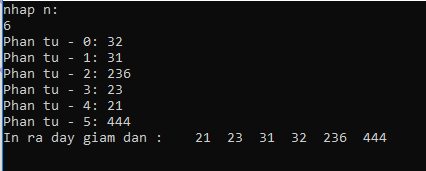 nhap n:
6
Phan tu - 0: 32
Phan tu - 1: 31
Phan tu - 2: 236
Phan tu - 3: 23
Phan tu - 4: 21
Phan tu - 5: 444
In ra day giam dan :    21  23  31  32  236  444